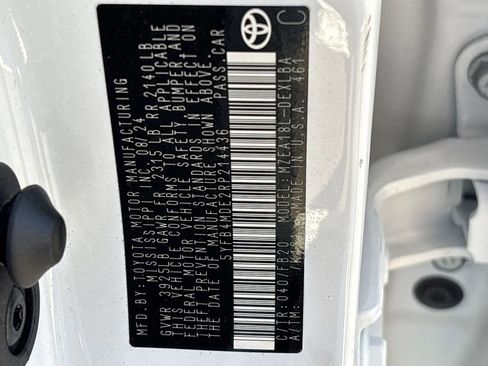 MFD. BY: TOYOTA MOTOR MANUFACTURING
MISSISSIPPI INC. 08/24
GVWR 3925LB GAWR FR 2315 LB RR 2140LB
THIS VEHICLE CONFORMS TO ALL APPLICABLE
FEDERAL MOTOR VEHICLE SAFETY, BUMPER, AND
THEFT PREVENTION STANDARDS IN EFFECT ON
THE DATE OF MANUFACTURE SHOWN ABOVE.
PASS. CAR
C/TR: 040/FB20 MODEL: MZEA18L-DEXLBA
A/TM: MADE IN U.S.A. 461
C